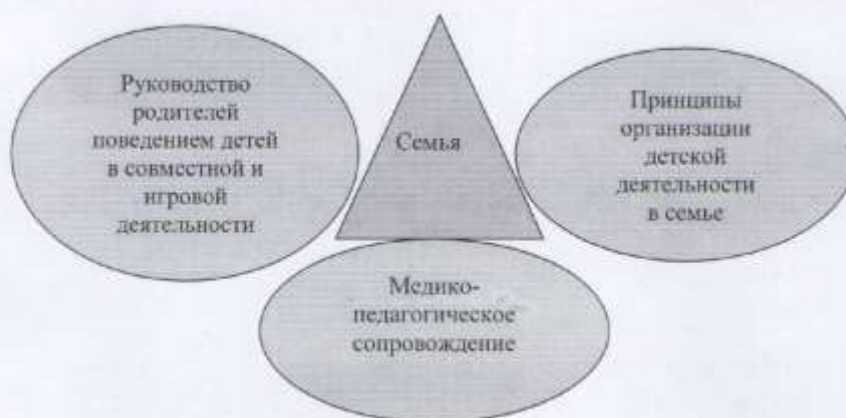 Руководство
родителей
поведением детей
в совместной и
игровой
деятельности
Семья
Принципы
организации
детской
деятельности
в семье
Медико-
педагогическое
сопровождение